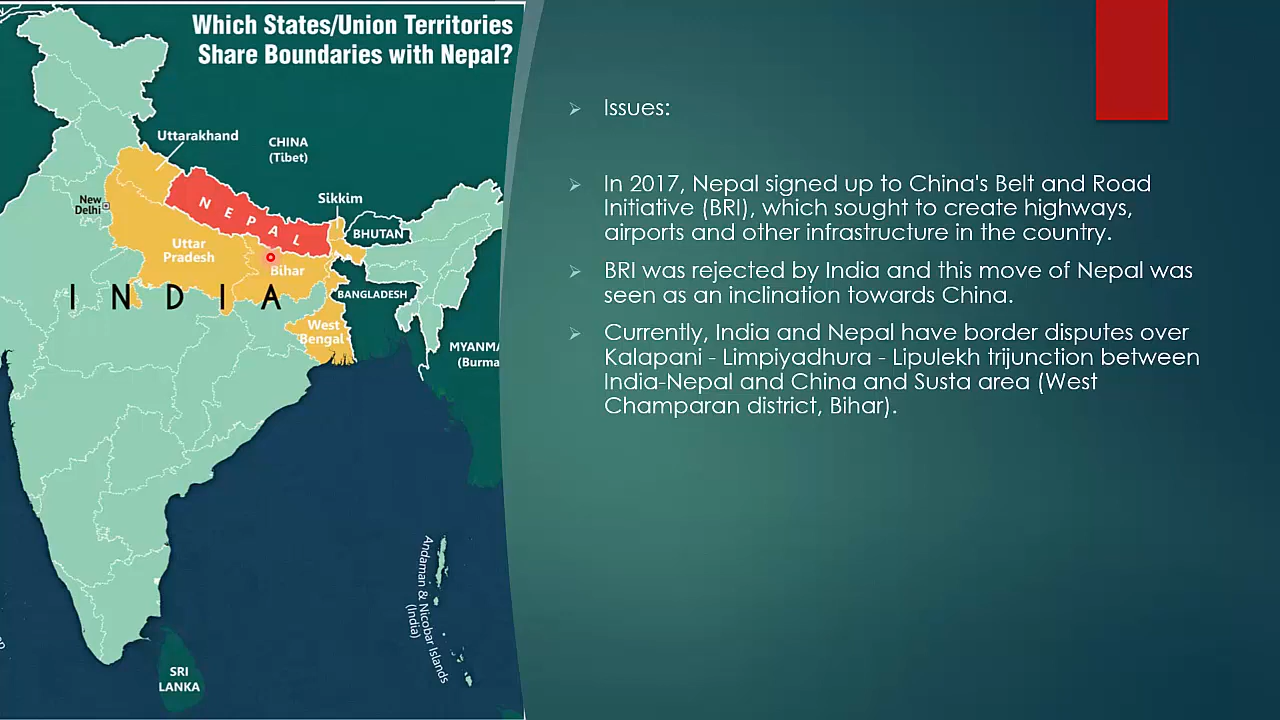 Which States/Union Territories
Share Boundaries with Nepal?
Uttarakhand
CHINA
(Tibet)
New
Delhi
NEPAL
Sikkim
BHUTAN
Uttar
Pradesh
Bihar
INDIA
BANGLADESH
West
Bengal
MYANMA
(Burma
Andaman & Nicobar Islands
(India)
SRI
LANKA
Issues:
In 2017, Nepal signed up to China's Belt and Road
Initiative (BRI), which sought to create highways,
airports and other infrastructure in the country.
BRI was rejected by India and this move of Nepal was
seen as an inclination towards China.
Currently, India and Nepal have border disputes over
Kalapani - Limpiyadhura - Lipulekh trijunction between
India-Nepal and China and Susta area (West
Champaran district, Bihar).